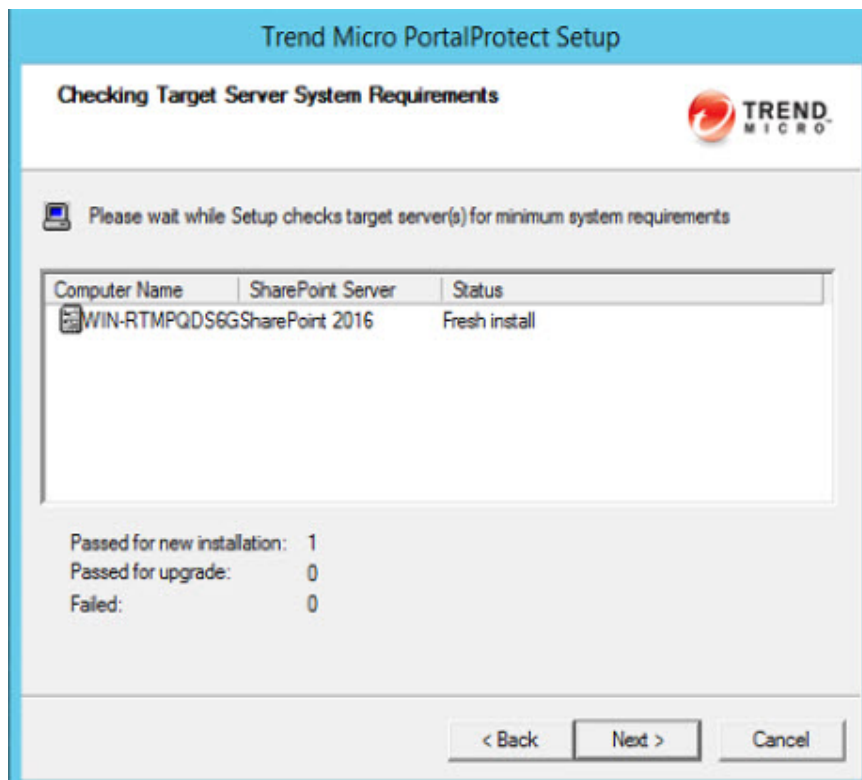 Trend Micro PortalProtect Setup
Checking Target Server System Requirements
TREND
MICRO
Please wait while Setup checks target server(s) for minimum system requirements
Computer Name SharePoint Server Status
WIN-RTMPQDS6G SharePoint 2016 Fresh install
Passed for new installation: 1
Passed for upgrade: 0
Failed: 0
< Back Next > Cancel